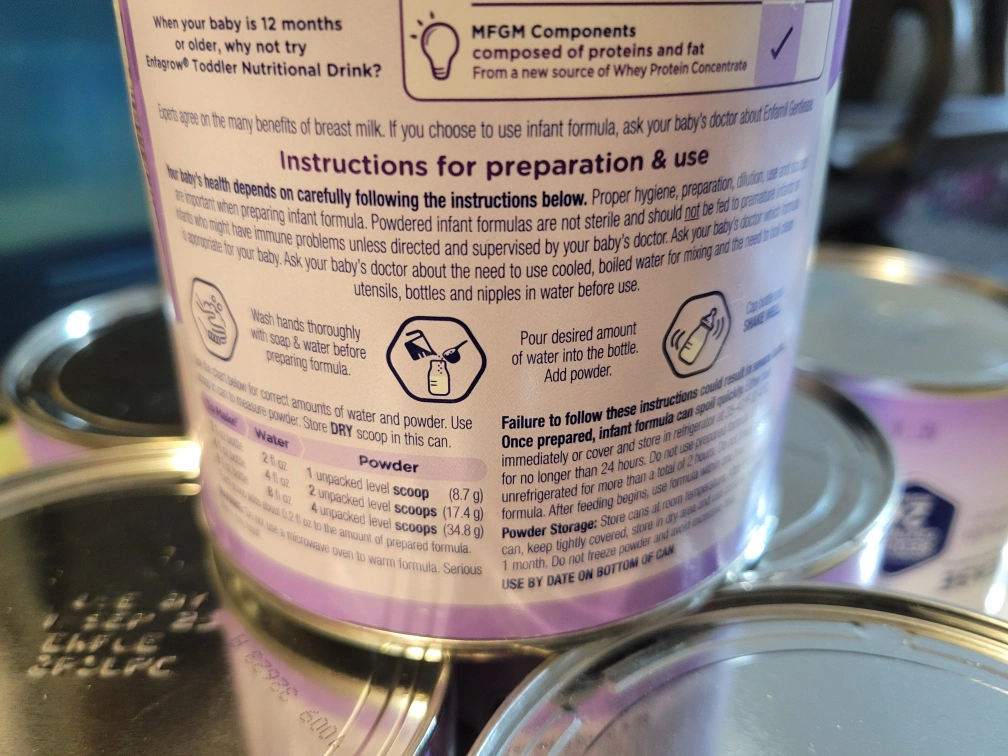 When your baby is 12 months
or older, why not try
Enfagrow® Toddler Nutritional Drink?
MFGM Components
composed of proteins and fat
From a new source of Whey Protein Concentrate
Experts agree on the many benefits of breast milk. If you choose to use infant formula, ask your baby's doctor about Enfamil Gentlease.
Instructions for preparation & use
Your baby's health depends on carefully following the instructions below. Proper hygiene, preparation, dilution, use and
are important when preparing infant formula. Powdered infant formulas are not sterile and should not be fed to premature infants or
infants who might have immune problems unless directed and supervised by your baby's doctor. Ask your baby's doctor which formula
is appropriate for your baby. Ask your baby's doctor about the need to use cooled, boiled water for mixing and the need to boil clean
utensils, bottles and nipples in water before use.
Wash hands thoroughly
with soap & water before
preparing formula.
Pour desired amount
of water into the bottle.
Add powder.
Cap
SHAKE WELL
chart below for correct amounts of water and powder. Use
to measure powder. Store DRY scoop in this can.
Water
Powder
2 fl oz
1 unpacked level scoop (8.7 g)
4 fl oz
2 unpacked level scoops (17.4 g)
8 fl oz
4 unpacked level scoops (34.8 g)
about 0.2 fl oz to the amount of prepared formula.
use a microwave oven to warm formula. Serious
Failure to follow these instructions could result in
Once prepared, infant formula can spoil quickly.
immediately or cover and store in refrigerator at
for no longer than 24 hours. Do not use prepared
unrefrigerated for more than a total of 2 hours. Do
formula. After feeding begins, use formula within
Powder Storage: Store cans at room temperature.
can, keep tightly covered, store in dry area and
1 month. Do not freeze powder and avoid excessive
USE BY DATE ON BOTTOM OF CAN